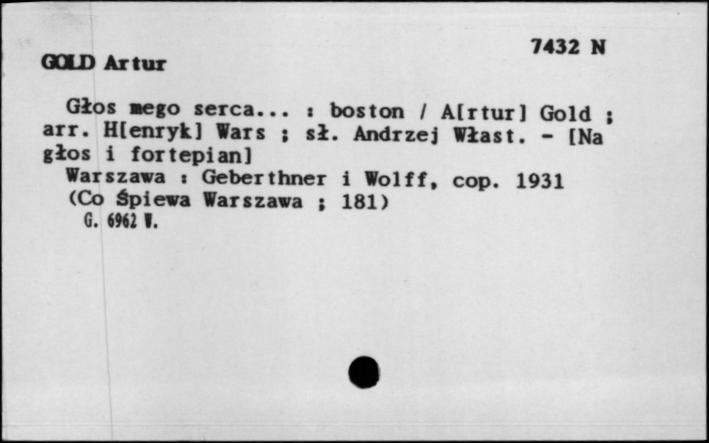 7432 N
GOLD Artur
Głos mego serca... : boston / A[rtur] Gold ;
arr. H[enryk] Wars ; sł. Andrzej Włast. - [Na
głos i fortepian]
Warszawa : Geberthner i Wolff, cop. 1931
(Co Śpiewa Warszawa ; 181)
G. 6962 W.